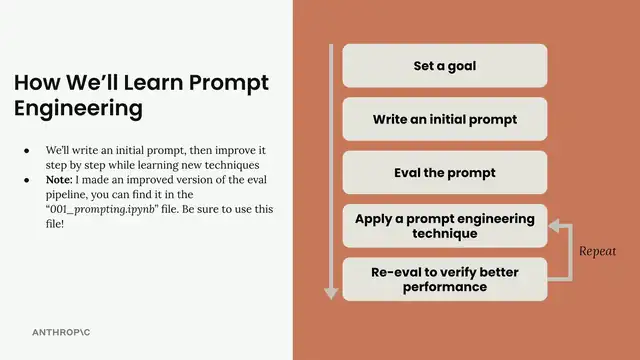 How We’ll Learn Prompt
Engineering
● We’ll write an initial prompt, then improve it
step by step while learning new techniques
● Note: I made an improved version of the eval
pipeline, you can find it in the
“001_prompting.ipynb” file. Be sure to use this
file!
ANTHROP\C
Set a goal
Write an initial prompt
Eval the prompt
Apply a prompt engineering
technique
Re-eval to verify better
performance
Repeat